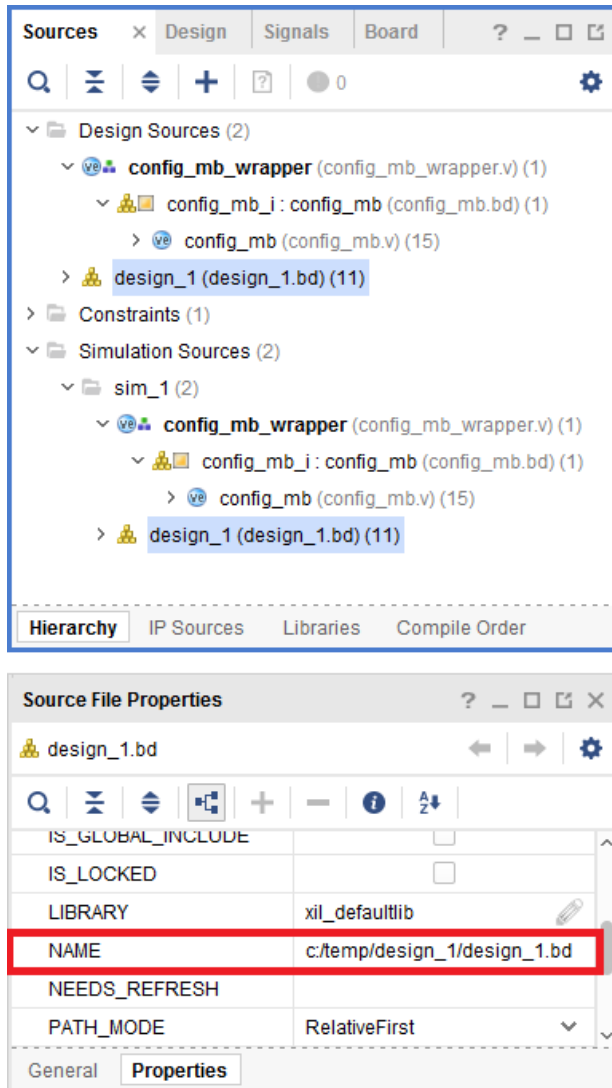 Sources × Design Signals Board ? _
0
Design Sources (2)
config_mb_wrapper (config_mb_wrapper.v) (1)
config_mb_i : config_mb (config_mb.bd) (1)
config_mb (config_mb.v) (15)
design_1 (design_1.bd) (11)
Constraints (1)
Simulation Sources (2)
sim_1 (2)
config_mb_wrapper (config_mb_wrapper.v) (1)
config_mb_i : config_mb (config_mb.bd) (1)
config_mb (config_mb.v) (15)
design_1 (design_1.bd) (11)
Hierarchy IP Sources Libraries Compile Order
Source File Properties ? _ ×
design_1.bd
IS_GLOBAL_INCLUDE
IS_LOCKED
LIBRARY xil_defaultlib
NAME c:/temp/design_1/design_1.bd
NEEDS_REFRESH
PATH_MODE RelativeFirst
General Properties